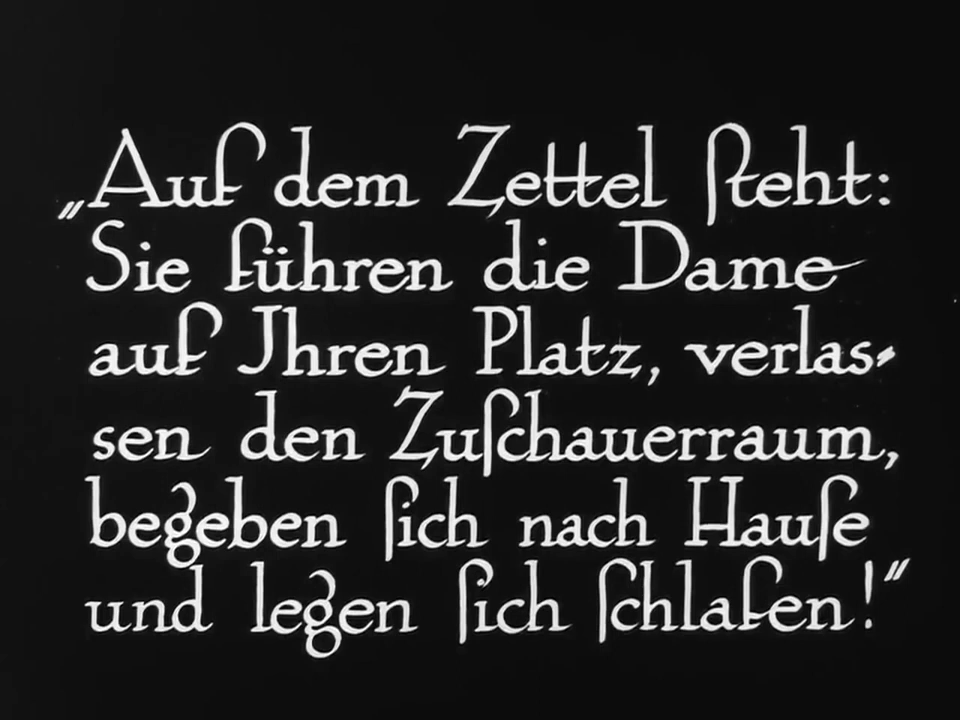 „Auf dem Zettel ſteht:
Sie führen die Dame
auf Ihren Platz, verlas-
sen den Zuſchauerraum,
begeben ſich nach Hauſe
und legen ſich ſchlafen!“